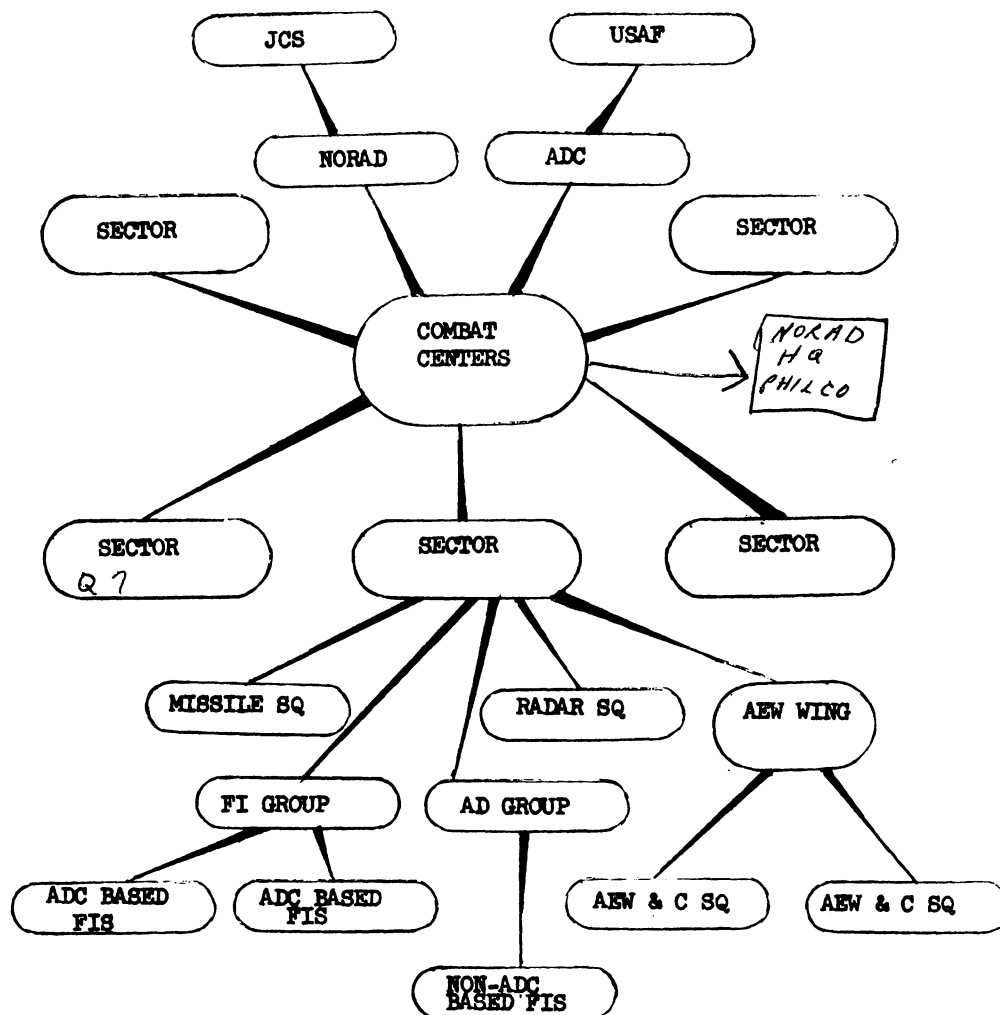 JCS
USAF
NORAD
ADC
SECTOR
SECTOR
COMBAT
CENTERS
NORAD
HQ
PHILCO
SECTOR
Q 7
SECTOR
SECTOR
MISSILE SQ
RADAR SQ
AEW WING
FI GROUP
AD GROUP
ADC BASED
FIS
ADC BASED
FIS
AEW & C SQ
AEW & C SQ
NON-ADC
BASED FIS